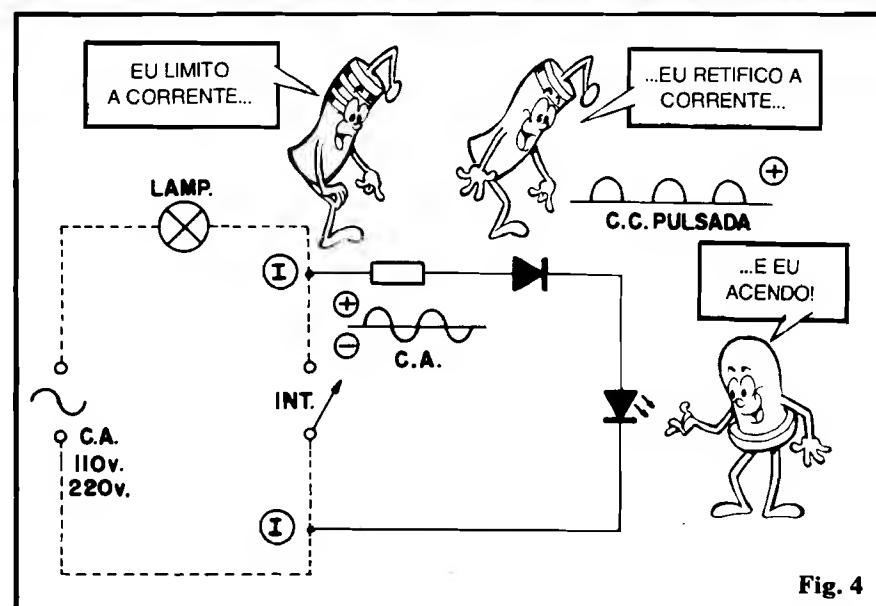 EU LIMITO
A CORRENTE...
...EU RETIFICO A
CORRENTE...
LAMP.
C.C. PULSADA
+
I
...E EU
ACENDO!
+
-
C.A.
INT.
C.A.
110v.
220v.
I
Fig. 4